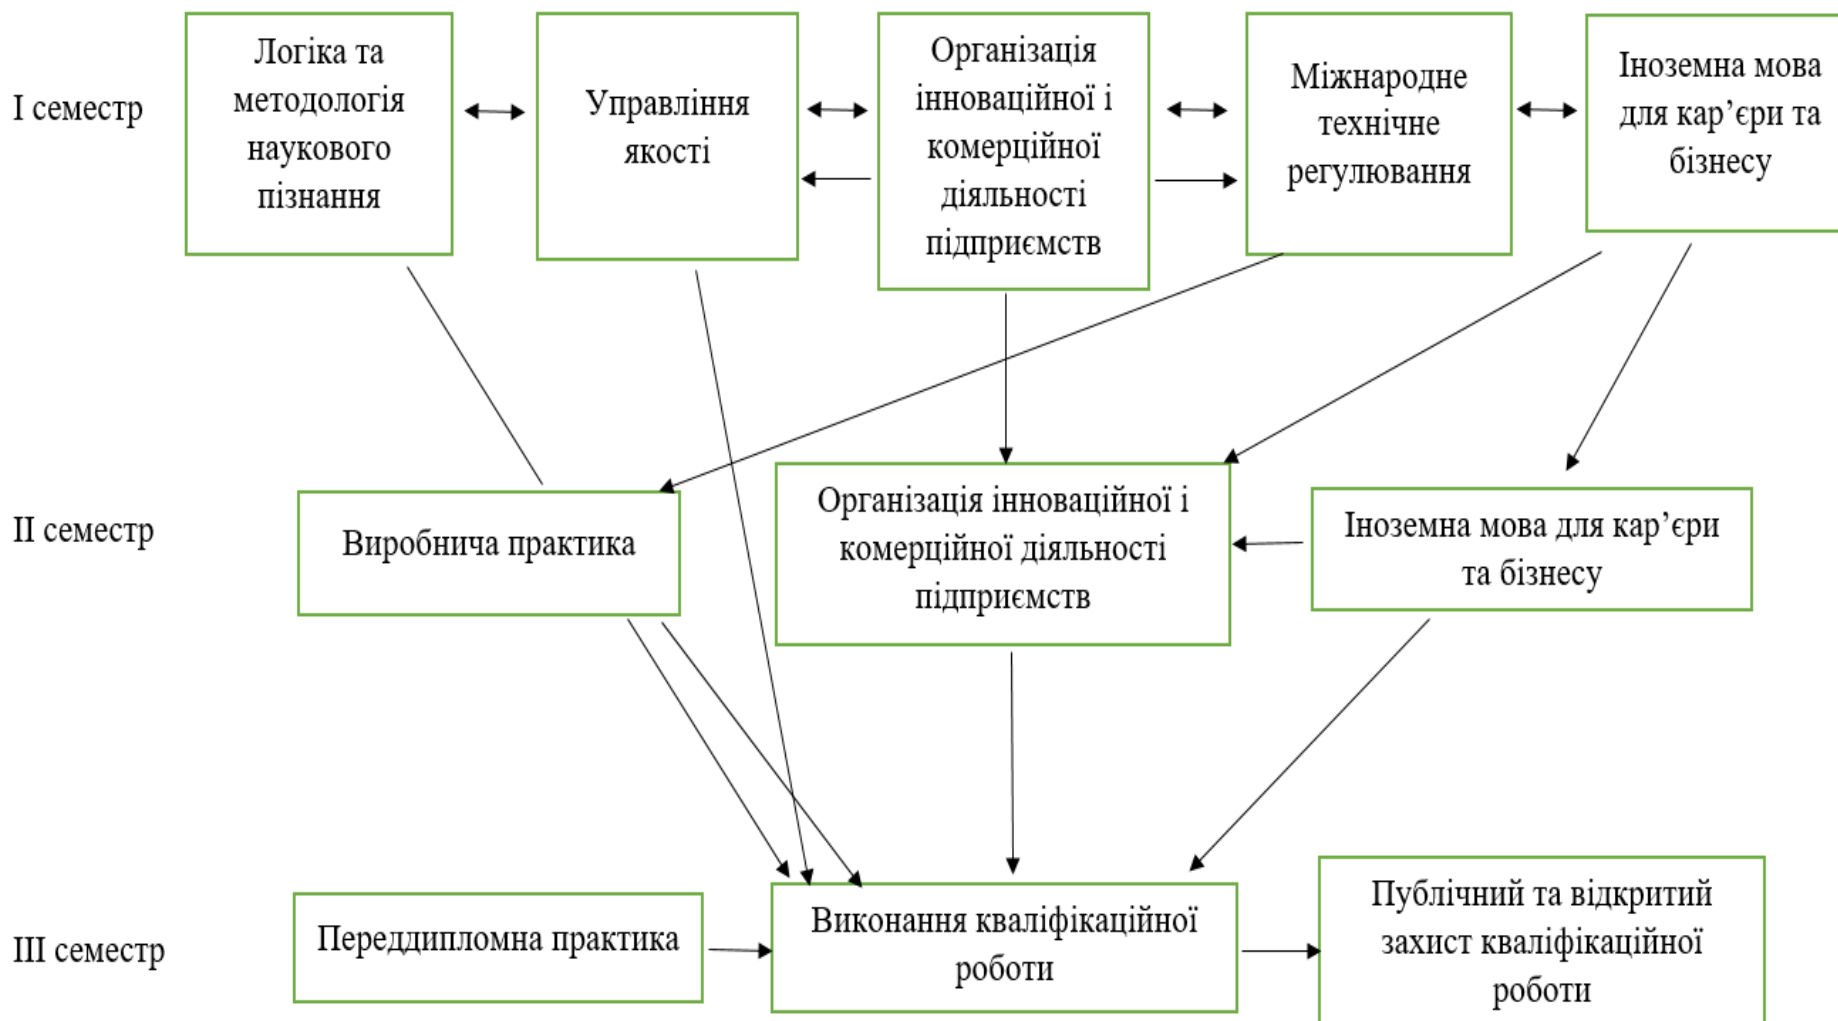 І семестр
Логіка та
методологія
наукового
пізнання
Управління
якості
Організація
інноваційної і
комерційної
діяльності
підприємств
Міжнародне
технічне
регулювання
Іноземна мова
для кар’єри та
бізнесу
ІІ семестр
Виробнича практика
Організація інноваційної і
комерційної діяльності
підприємств
Іноземна мова для кар’єри
та бізнесу
ІІІ семестр
Переддипломна практика
Виконання кваліфікаційної
роботи
Публічний та відкритий
захист кваліфікаційної
роботи